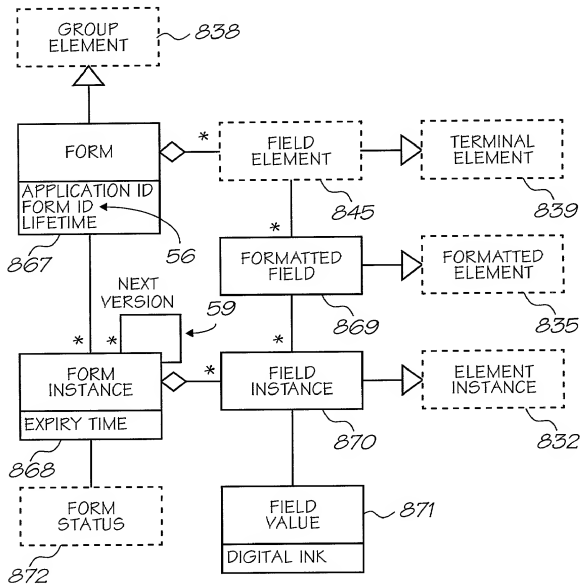 GROUP
ELEMENT
838
FORM
*
FIELD
ELEMENT
TERMINAL
ELEMENT
APPLICATION ID
FORM ID
LIFETIME
845
839
867
56
*
FORMATTED
FIELD
FORMATTED
ELEMENT
NEXT
VERSION
59
869
835
*
*
*
FORM
INSTANCE
*
FIELD
INSTANCE
ELEMENT
INSTANCE
EXPIRY TIME
868
870
832
FORM
STATUS
872
FIELD
VALUE
871
DIGITAL INK